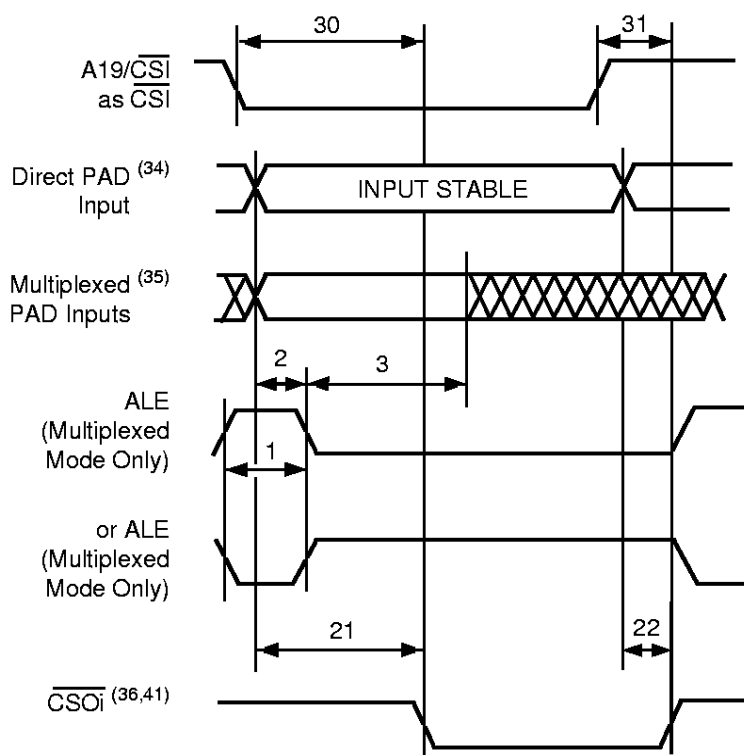 30
31
A19/CSI
as CSI
Direct PAD (34)
Input
INPUT STABLE
Multiplexed (35)
PAD Inputs
2
3
ALE
(Multiplexed
Mode Only)
1
or ALE
(Multiplexed
Mode Only)
21
22
CSOi (36,41)